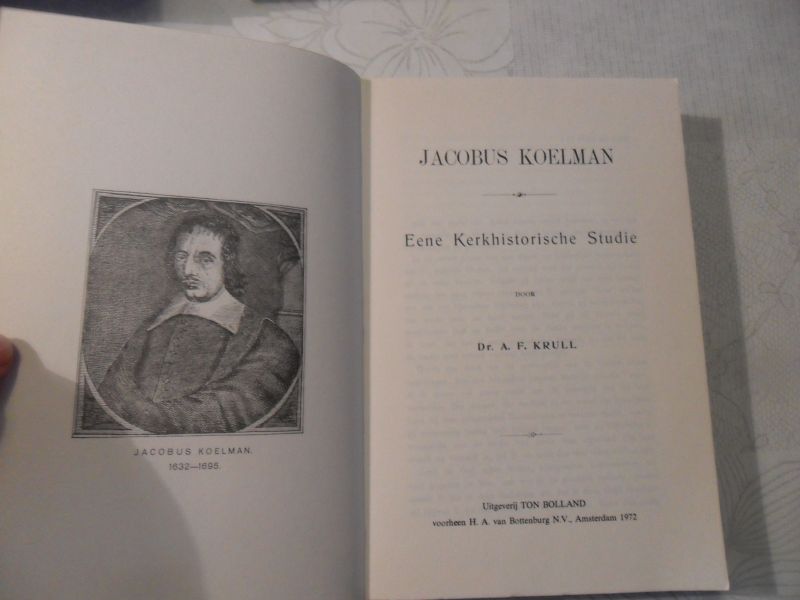 JACOBUS KOELMAN.
1632—1695.
JACOBUS KOELMAN
Eene Kerkhistorische Studie
DOOR
Dr. A. F. KRULL
Uitgeverij TON BOLLAND
voorheen H. A. van Bottenburg N.V., Amsterdam 1972